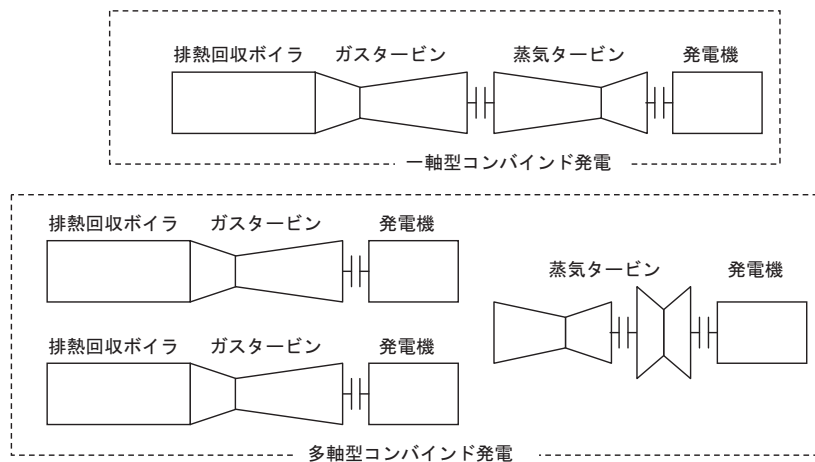 排熱回収ボイラ ガスタービン 蒸気タービン 発電機
一軸型コンバインド発電
排熱回収ボイラ ガスタービン 発電機
蒸気タービン 発電機
排熱回収ボイラ ガスタービン 発電機
多軸型コンバインド発電